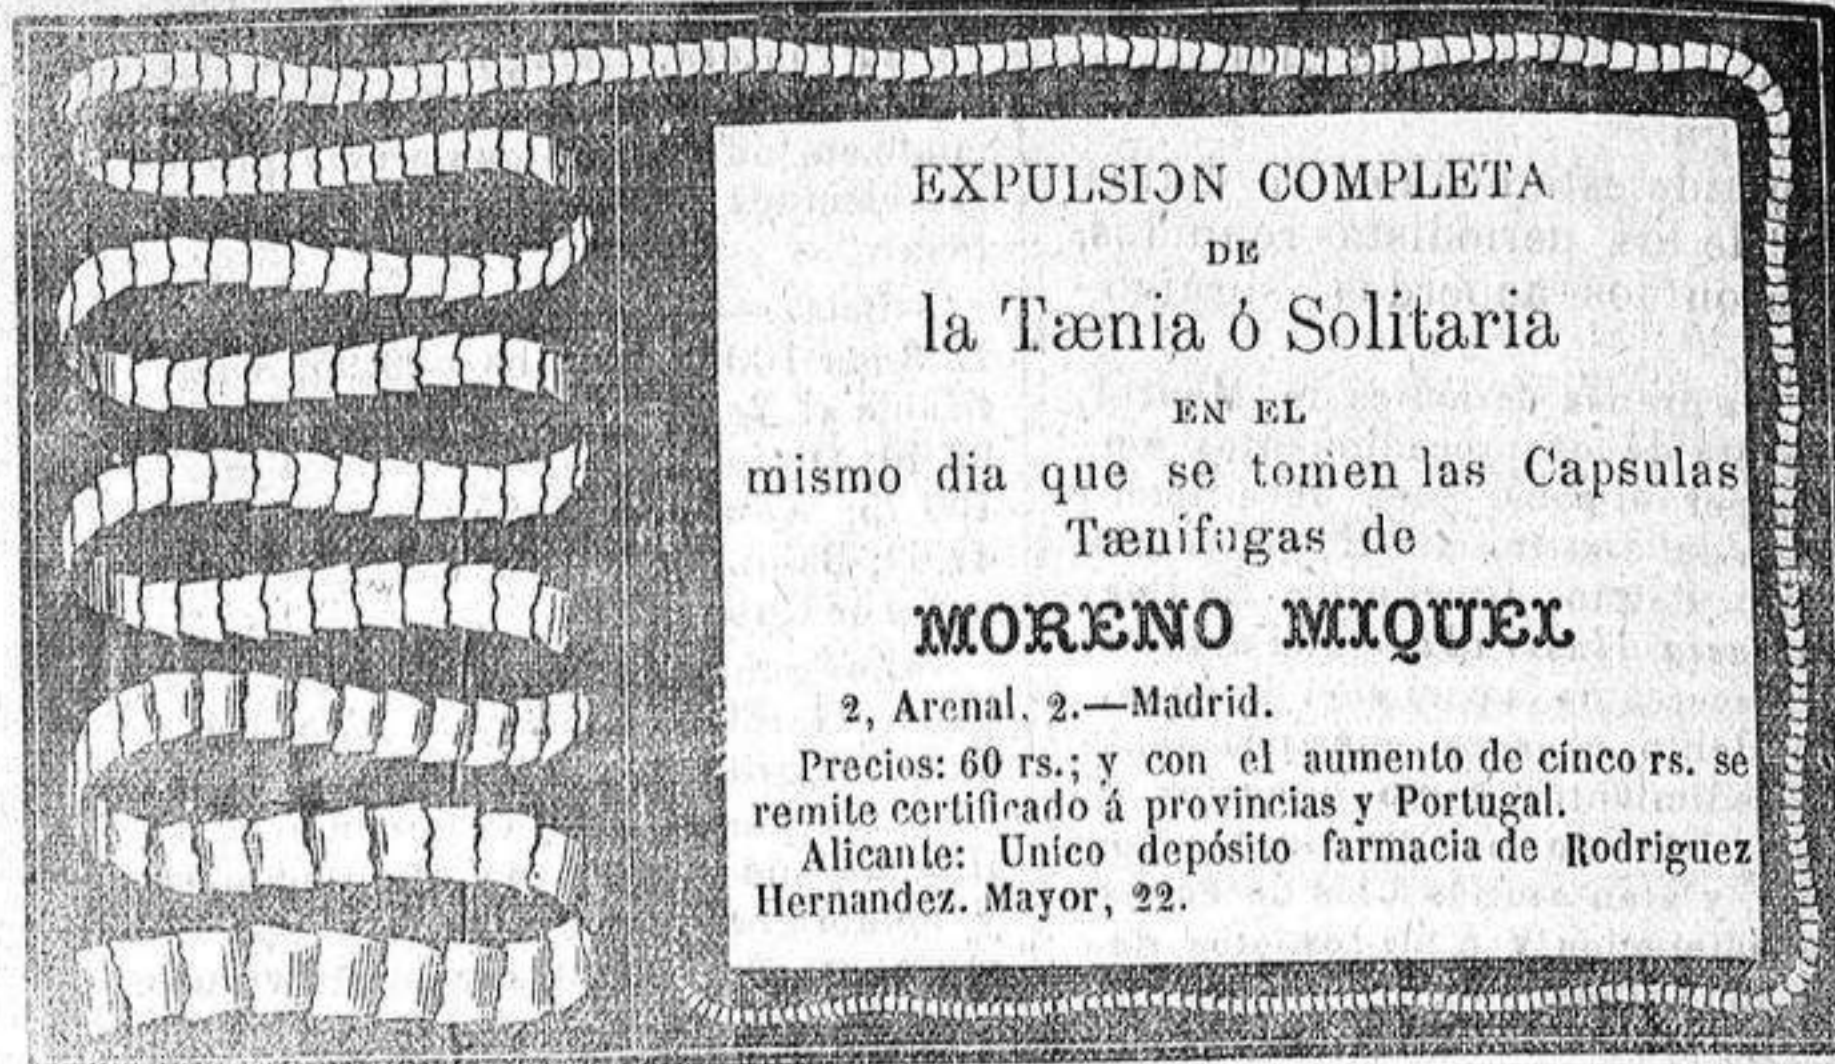 EXPULSION COMPLETA
DE
la Tænia ó Solitaria
EN EL
mismo dia que se tomen las Capsulas
Tænífugas de
MORENO MIQUEL
2, Arenal. 2.—Madrid.
Precios: 60 rs.; y con el aumento de cinco rs. se
remite certificado á provincias y Portugal.
Alicante: Unico depósito farmacia de Rodriguez
Hernandez. Mayor, 22.